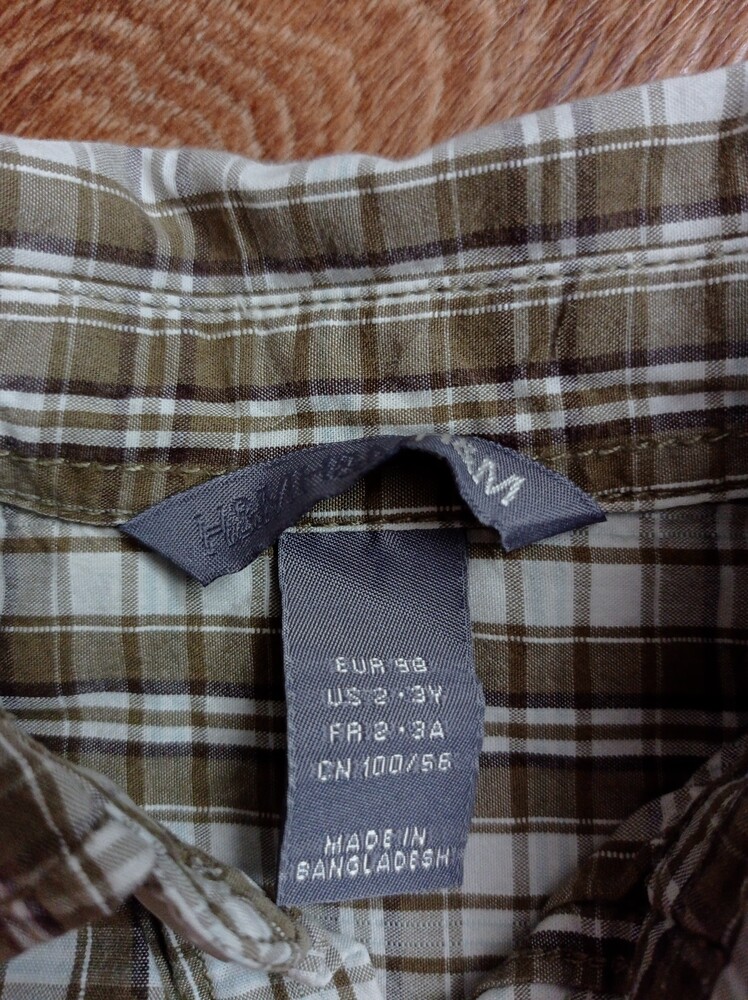 H&M
EUR 98
US 2·3Y
FR 2·3A
CN 100/56
MADE IN
BANGLADESH